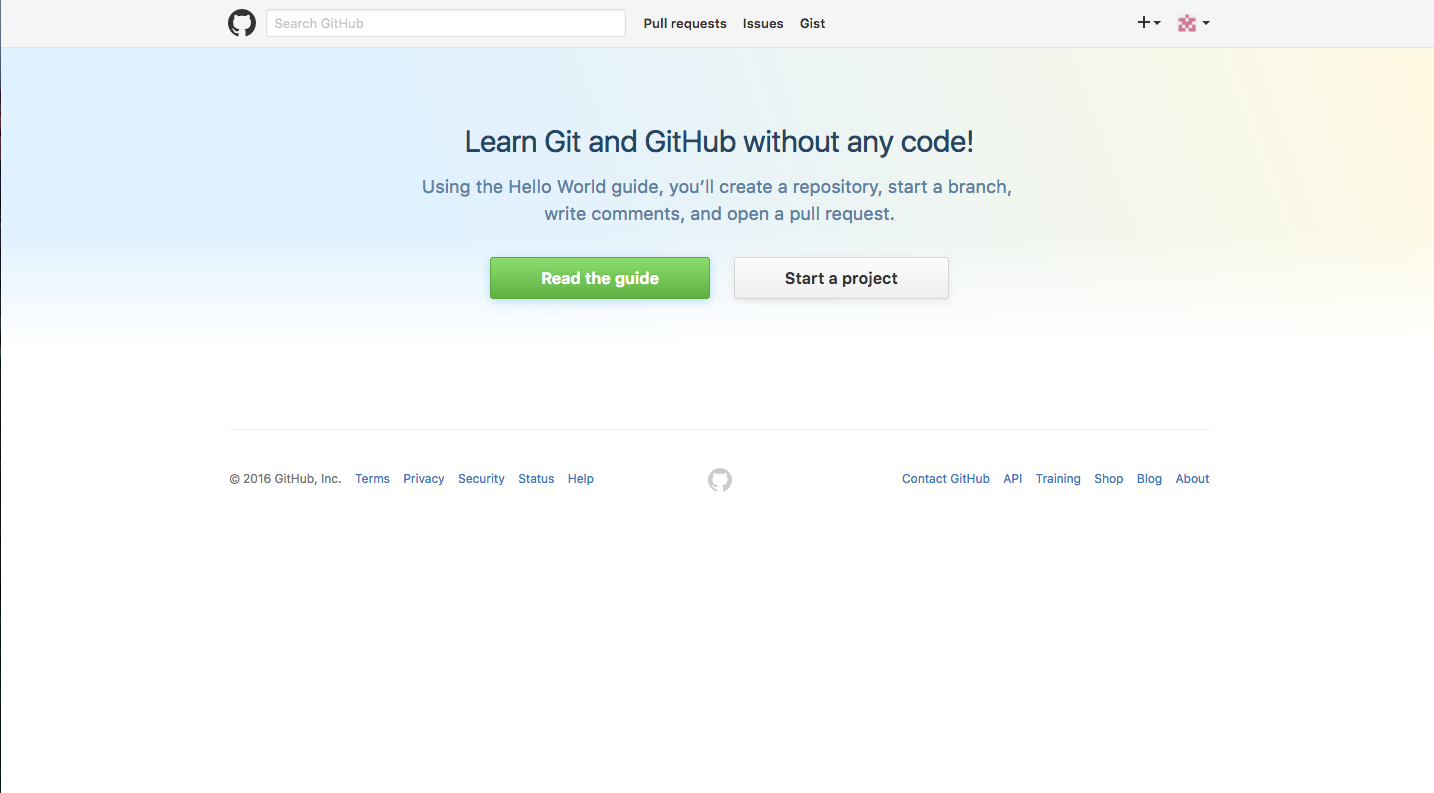 Search GitHub
Pull requests Issues Gist
Learn Git and GitHub without any code!
Using the Hello World guide, you’ll create a repository, start a branch,
write comments, and open a pull request.
Read the guide Start a project
© 2016 GitHub, Inc. Terms Privacy Security Status Help Contact GitHub API Training Shop Blog About